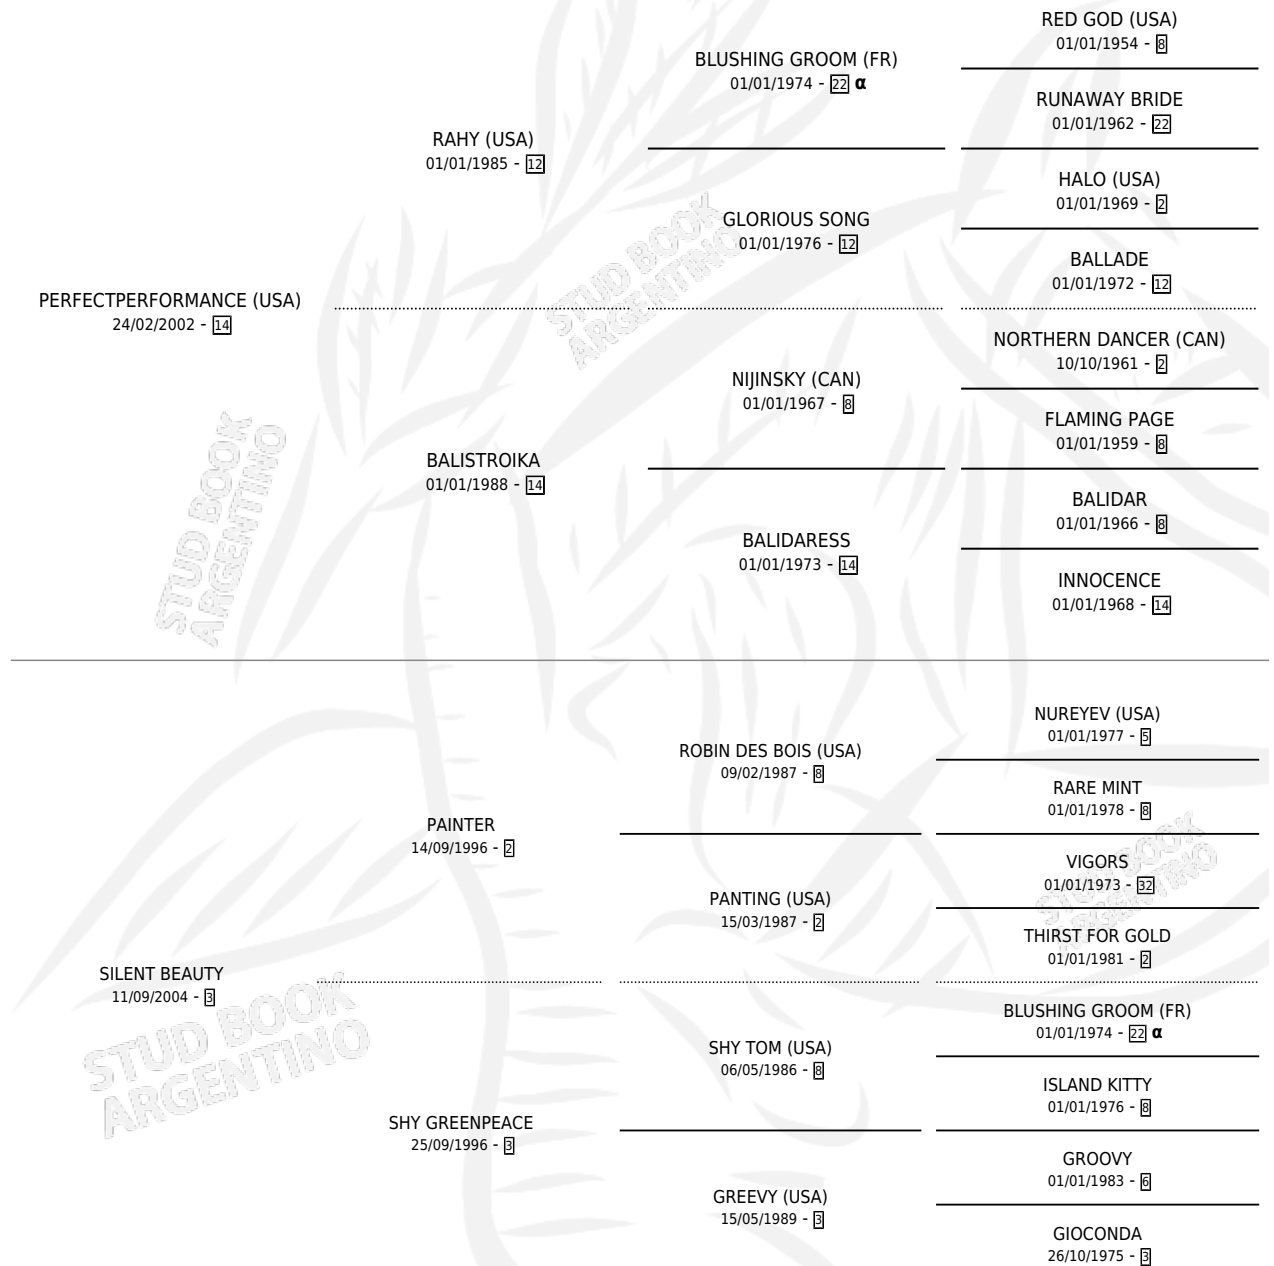 RED GOD (USA)
01/01/1954 - 8
BLUSHING GROOM (FR)
01/01/1974 - 22 α
RUNAWAY BRIDE
01/01/1962 - 22
RAHY (USA)
01/01/1985 - 12
HALO (USA)
01/01/1969 - 2
GLORIOUS SONG
01/01/1976 - 12
BALLADE
01/01/1972 - 12
PERFECTPERFORMANCE (USA)
24/02/2002 - 14
NORTHERN DANCER (CAN)
10/10/1961 - 2
NIJINSKY (CAN)
01/01/1967 - 8
FLAMING PAGE
01/01/1959 - 8
BALISTROIKA
01/01/1988 - 14
BALIDAR
01/01/1966 - 8
BALIDARESS
01/01/1973 - 14
INNOCENCE
01/01/1968 - 14
STUD BOOK
ARGENTINO
STUD BOOK
ARGENTINO
NUREYEV (USA)
01/01/1977 - 5
ROBIN DES BOIS (USA)
09/02/1987 - 8
RARE MINT
01/01/1978 - 8
PAINTER
14/09/1996 - 2
VIGORS
01/01/1973 - 32
PANTING (USA)
15/03/1987 - 2
THIRST FOR GOLD
01/01/1981 - 2
STUD BOOK
ARGENTINO
SILENT BEAUTY
11/09/2004 - 3
BLUSHING GROOM (FR)
01/01/1974 - 22 α
SHY TOM (USA)
06/05/1986 - 8
ISLAND KITTY
01/01/1976 - 8
SHY GREENPEACE
25/09/1996 - 3
GROOVY
01/01/1983 - 6
GREEVY (USA)
15/05/1989 - 3
GIOCONDA
26/10/1975 - 3
STUD BOOK
ARGENTINO